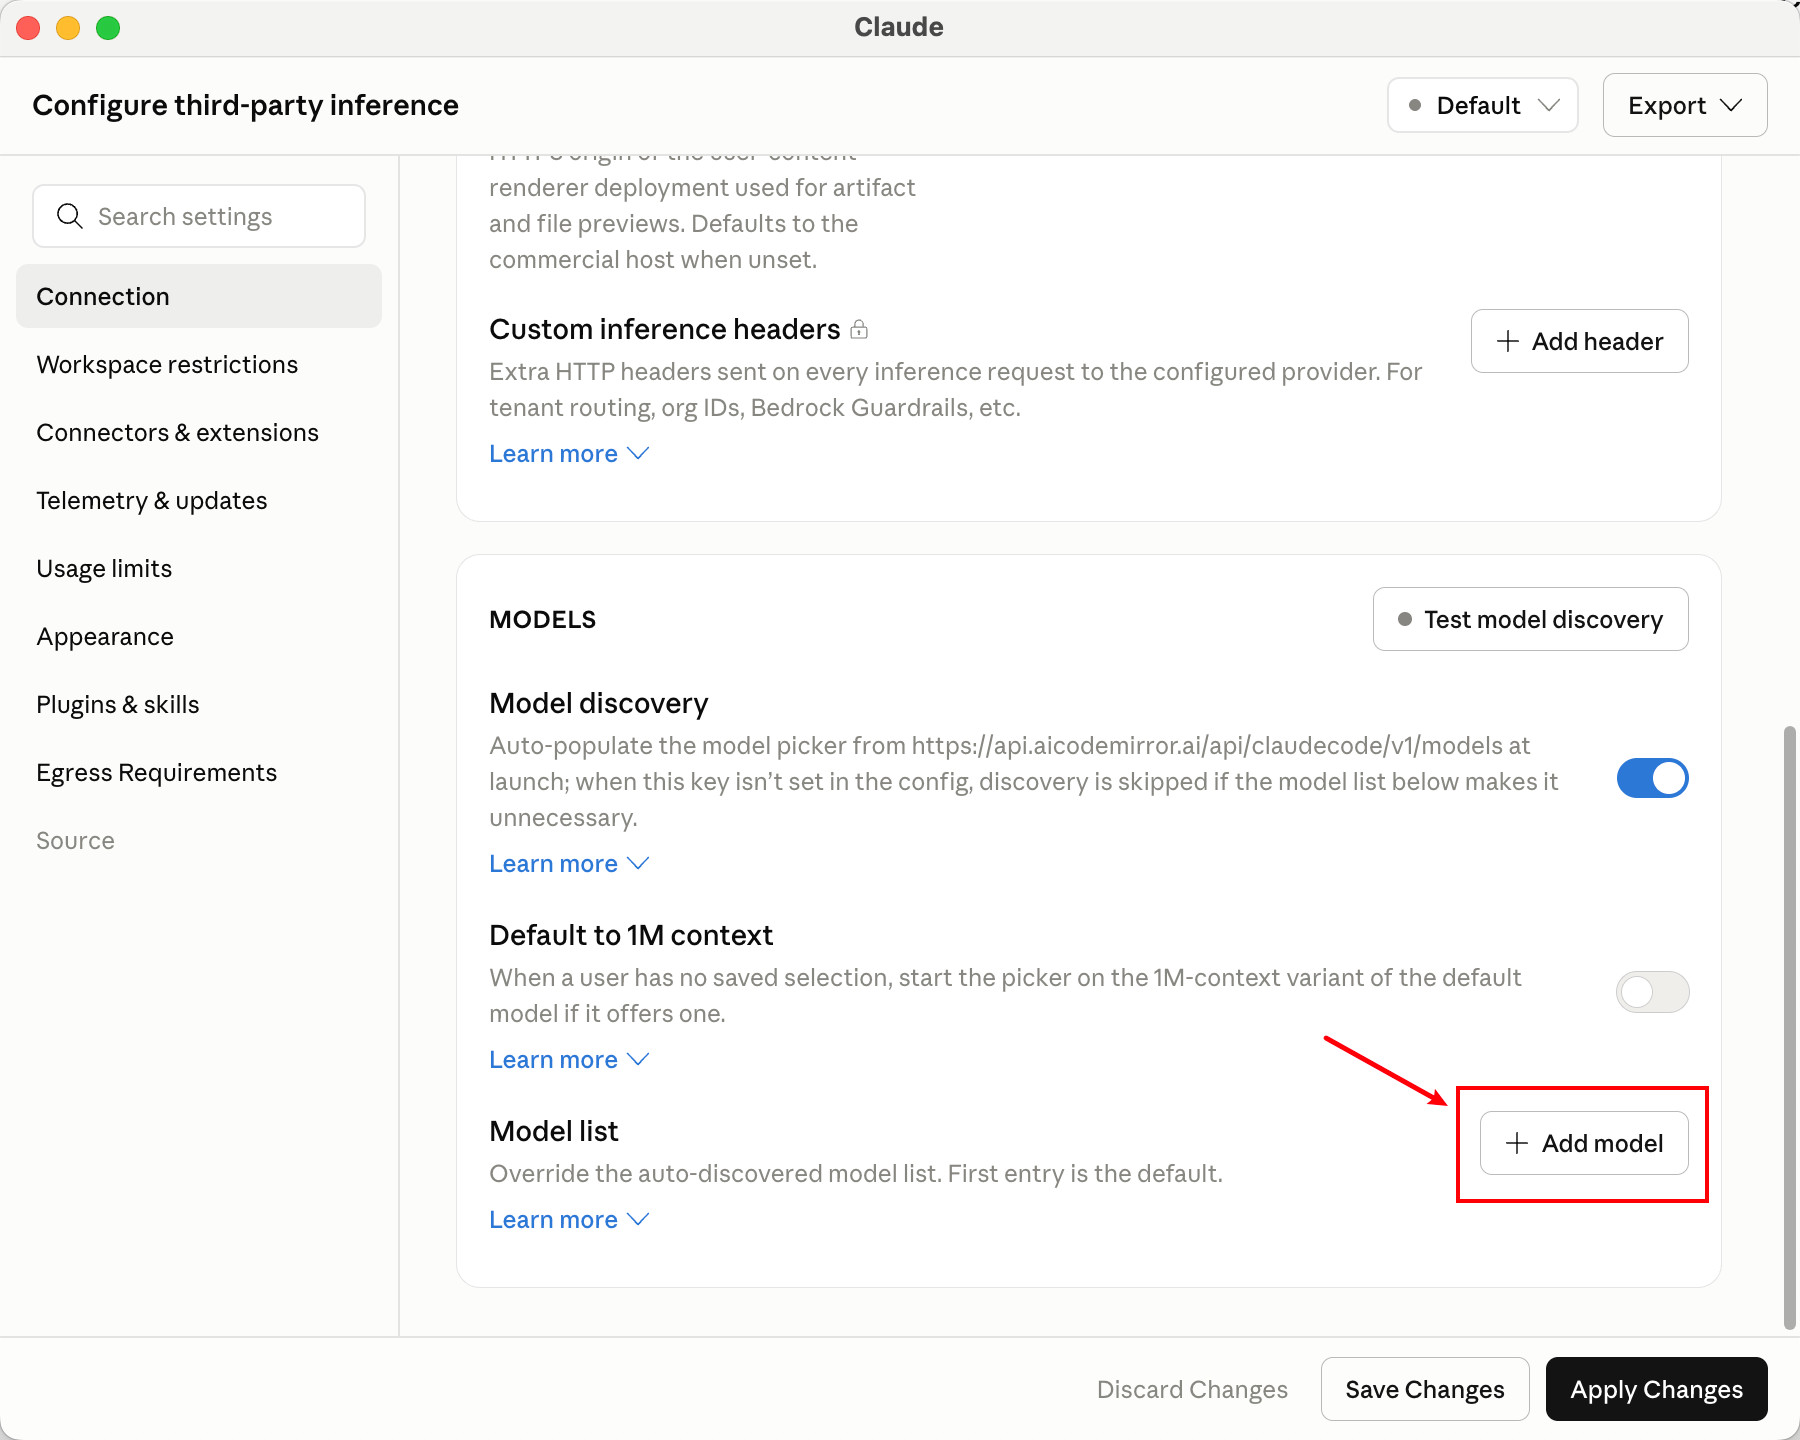 Claude
Configure third-party inference
Default
Export
Search settings
Connection
Workspace restrictions
Connectors & extensions
Telemetry & updates
Usage limits
Appearance
Plugins & skills
Egress Requirements
Source
HTTPS origin of the user-content
renderer deployment used for artifact
and file previews. Defaults to the
commercial host when unset.
Custom inference headers
Add header
Extra HTTP headers sent on every inference request to the configured provider. For
tenant routing, org IDs, Bedrock Guardrails, etc.
Learn more
MODELS
Test model discovery
Model discovery
Auto-populate the model picker from https://api.aicodemirror.ai/api/claudecode/v1/models at
launch; when this key isn’t set in the config, discovery is skipped if the model list below makes it
unnecessary.
Learn more
Default to 1M context
When a user has no saved selection, start the picker on the 1M-context variant of the default
model if it offers one.
Learn more
Model list
Add model
Override the auto-discovered model list. First entry is the default.
Learn more
Discard Changes
Save Changes
Apply Changes